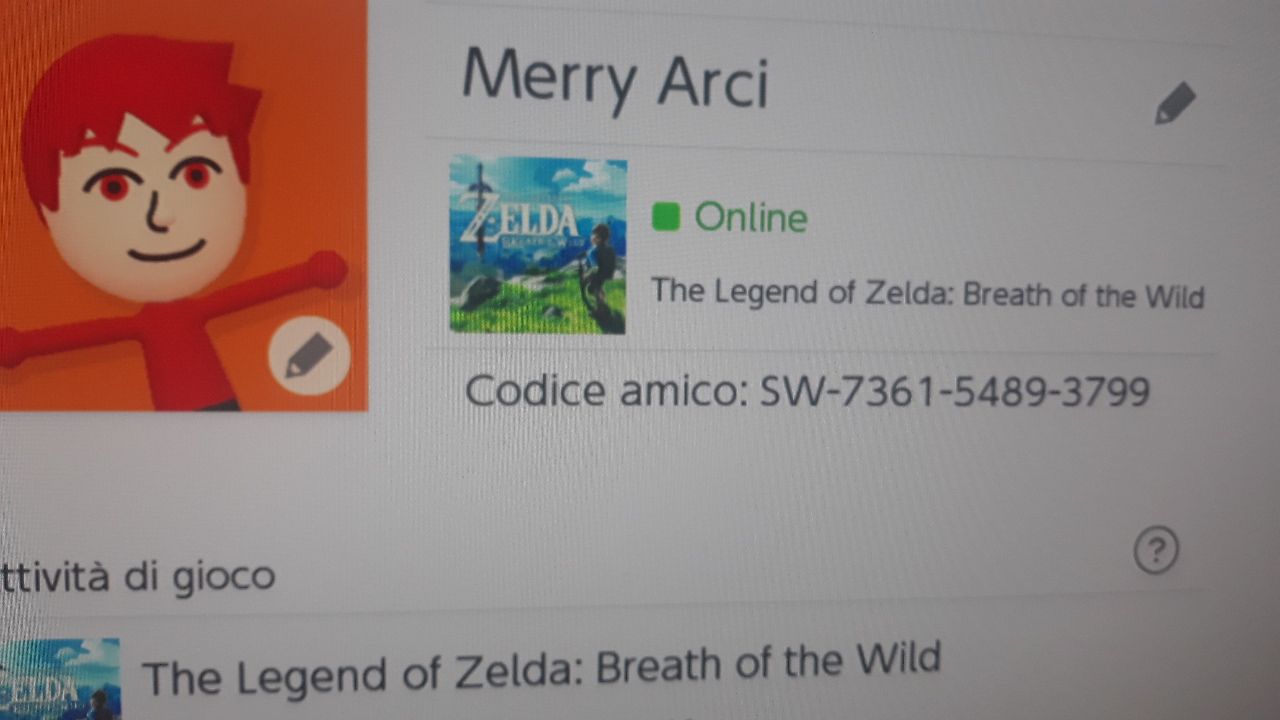 Merry Arci
ZELDA
BREATH OF THE WILD
Online
The Legend of Zelda: Breath of the Wild
Codice amico: SW-7361-5489-3799
ttività di gioco
?
ZELDA
The Legend of Zelda: Breath of the Wild